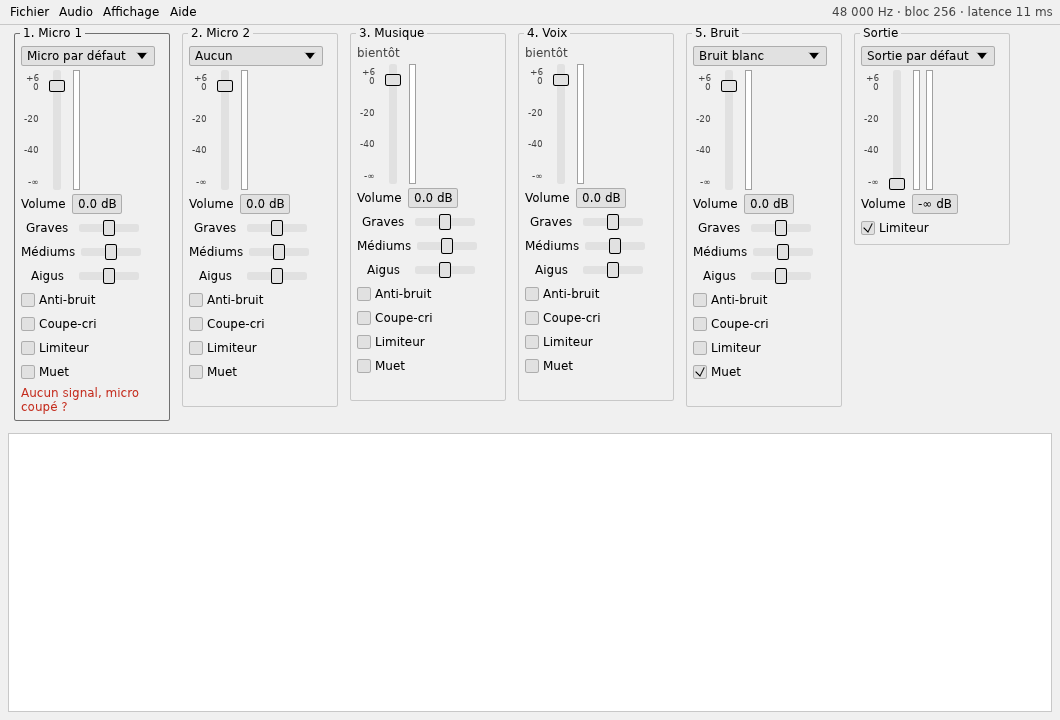 Fichier Audio Affichage Aide
48 000 Hz · bloc 256 · latence 11 ms
1. Micro 1
Micro par défaut
+6
0
-20
-40
-∞
Volume 0.0 dB
Graves
Médiums
Aigus
Anti-bruit
Coupe-cri
Limiteur
Muet
Aucun signal, micro
coupé ?
2. Micro 2
Aucun
+6
0
-20
-40
-∞
Volume 0.0 dB
Graves
Médiums
Aigus
Anti-bruit
Coupe-cri
Limiteur
Muet
3. Musique
bientôt
+6
0
-20
-40
-∞
Volume 0.0 dB
Graves
Médiums
Aigus
Anti-bruit
Coupe-cri
Limiteur
Muet
4. Voix
bientôt
+6
0
-20
-40
-∞
Volume 0.0 dB
Graves
Médiums
Aigus
Anti-bruit
Coupe-cri
Limiteur
Muet
5. Bruit
Bruit blanc
+6
0
-20
-40
-∞
Volume 0.0 dB
Graves
Médiums
Aigus
Anti-bruit
Coupe-cri
Limiteur
Muet
Sortie
Sortie par défaut
+6
0
-20
-40
-∞
Volume -∞ dB
Limiteur